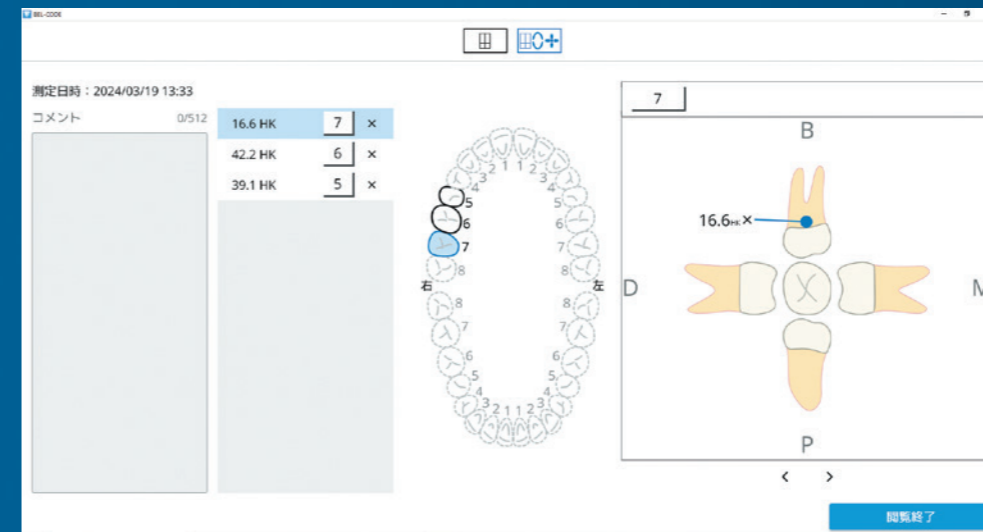 BEL-CODE
測定日時：2024/03/19 13:33
コメント 0/512
16.6 HK 7 ×
42.2 HK 6 ×
39.1 HK 5 ×
2 1 1 2
3 3
4 4
5 5
6 6
7 7
8 8
右 左
8 8
7 7
6 6
5 5
4 4
3 2 1 1 2 3
7
B
16.6HK ×
D M
P
< >
閲覧終了